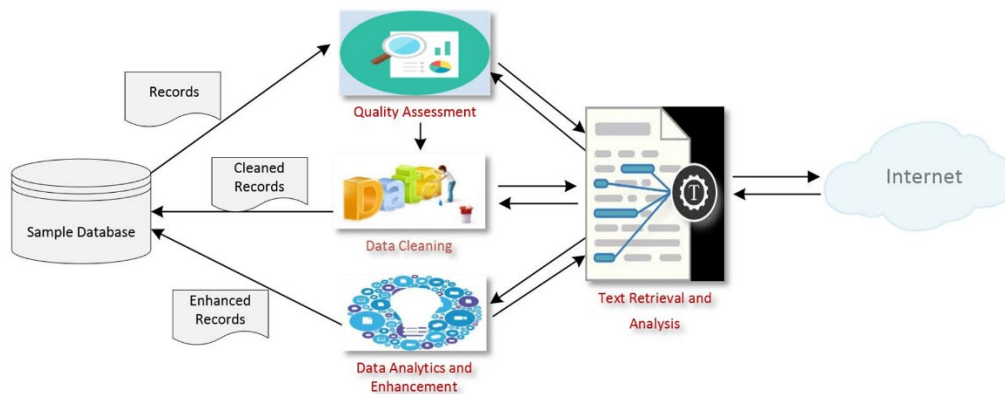 Records
Quality Assessment
Cleaned
Records
Data
Sample Database
Data Cleaning
Enhanced
Records
Data Analytics and
Enhancement
T
Text Retrieval and
Analysis
Internet